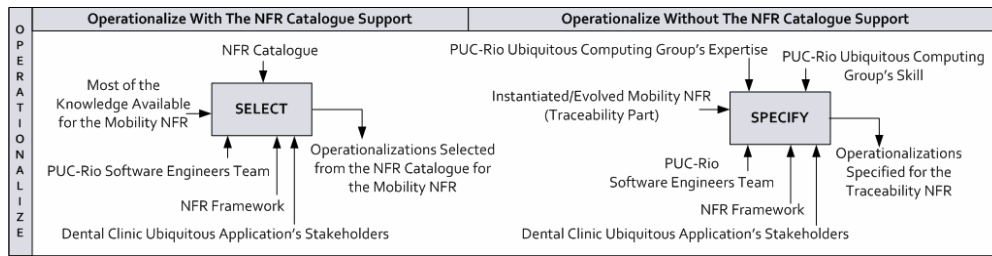 OPERATIONALIZE
Operationalize With The NFR Catalogue Support
NFR Catalogue
Most of the
Knowledge Available
for the Mobility NFR
SELECT
Operationalizations Selected
from the NFR Catalogue for
the Mobility NFR
PUC-Rio Software Engineers Team
NFR Framework
Dental Clinic Ubiquitous Application's Stakeholders
Operationalize Without The NFR Catalogue Support
PUC-Rio Ubiquitous Computing Group's Expertise
PUC-Rio Ubiquitous Computing
Group's Skill
Instantiated/Evolved Mobility NFR
(Traceability Part)
SPECIFY
Operationalizations
Specified for the
Traceability NFR
PUC-Rio
Software Engineers Team
NFR Framework
Dental Clinic Ubiquitous Application's Stakeholders